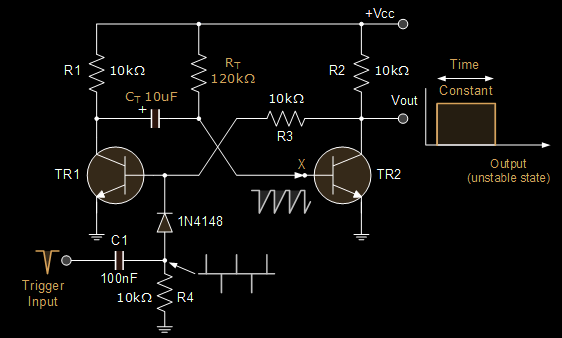 +Vcc
R1
10kΩ
RT
120kΩ
R2
10kΩ
CT 10uF
+
10kΩ
R3
Vout
Time
Constant
Output
(unstable state)
TR1
X
TR2
1N4148
C1
100nF
Trigger
Input
10kΩ
R4